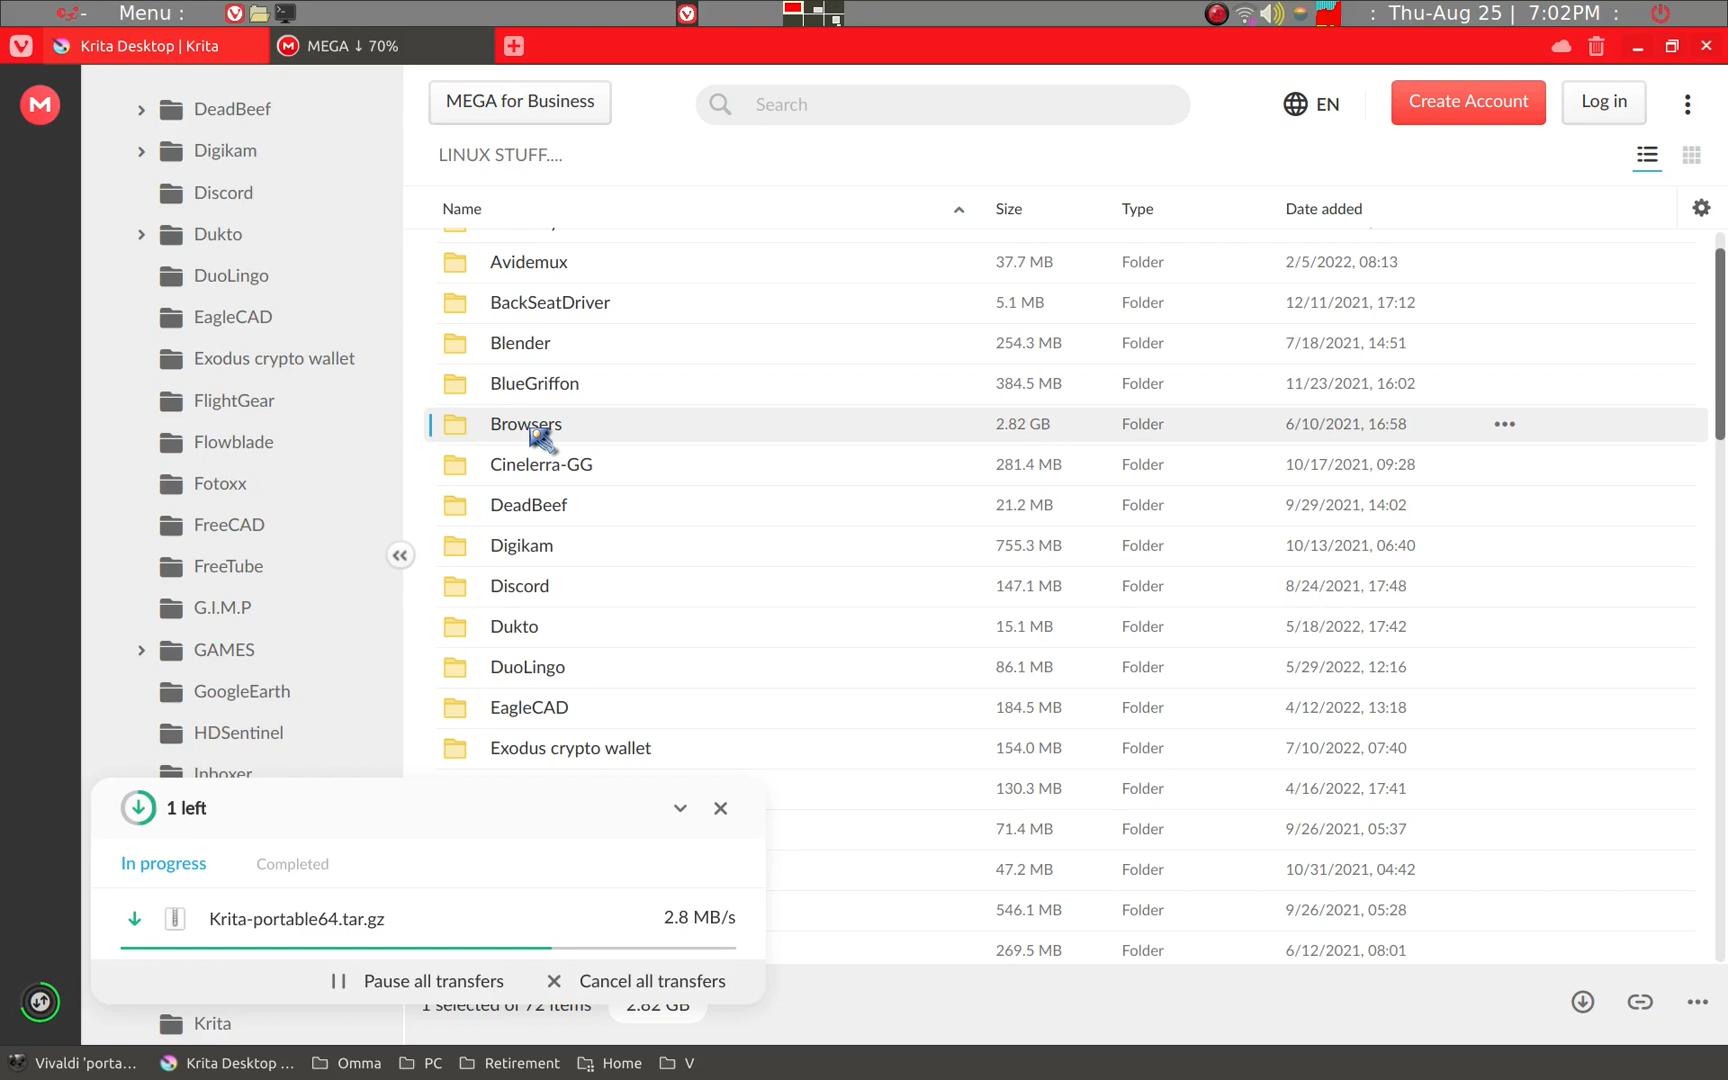 Menu :
: Thu-Aug 25 | 7:02PM :
Krita Desktop | Krita
MEGA ↓ 70%
MEGA for Business
Search
EN
Create Account
Log in
LINUX STUFF....
Name Size Type Date added
DeadBeef
Digikam
Discord
Dukto
DuoLingo
EagleCAD
Exodus crypto wallet
FlightGear
Flowblade
Fotoxx
FreeCAD
FreeTube
G.I.M.P
GAMES
GoogleEarth
HDSentinel
Inboxer
Krita
Avidemux 37.7 MB Folder 2/5/2022, 08:13
BackSeatDriver 5.1 MB Folder 12/11/2021, 17:12
Blender 254.3 MB Folder 7/18/2021, 14:51
BlueGriffon 384.5 MB Folder 11/23/2021, 16:02
Browsers 2.82 GB Folder 6/10/2021, 16:58
Cinelerra-GG 281.4 MB Folder 10/17/2021, 09:28
DeadBeef 21.2 MB Folder 9/29/2021, 14:02
Digikam 755.3 MB Folder 10/13/2021, 06:40
Discord 147.1 MB Folder 8/24/2021, 17:48
Dukto 15.1 MB Folder 5/18/2022, 17:42
DuoLingo 86.1 MB Folder 5/29/2022, 12:16
EagleCAD 184.5 MB Folder 4/12/2022, 13:18
Exodus crypto wallet 154.0 MB Folder 7/10/2022, 07:40
130.3 MB Folder 4/16/2022, 17:41
71.4 MB Folder 9/26/2021, 05:37
47.2 MB Folder 10/31/2021, 04:42
546.1 MB Folder 9/26/2021, 05:28
269.5 MB Folder 6/12/2021, 08:01
1 left
In progress Completed
Krita-portable64.tar.gz 2.8 MB/s
Pause all transfers Cancel all transfers
1 selected of 72 items 2.82 GB
Vivaldi 'porta... Krita Desktop ... Omma PC Retirement Home V